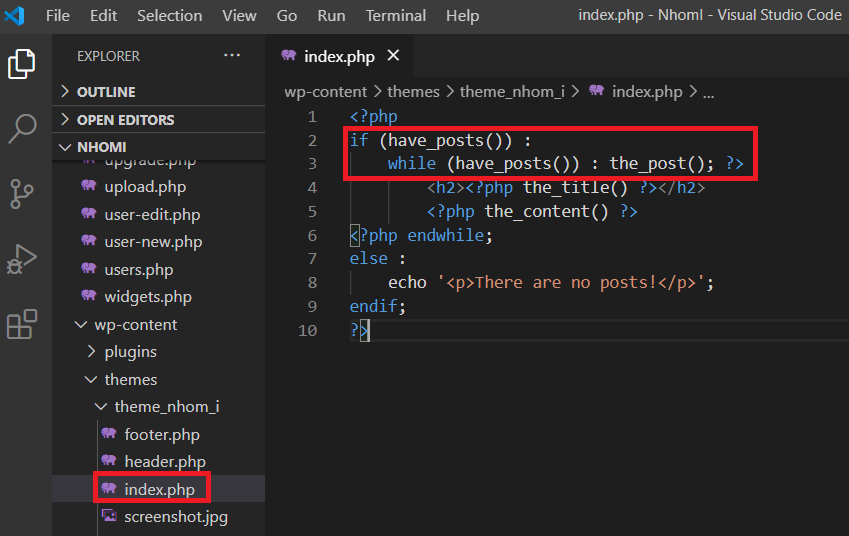 File Edit Selection View Go Run Terminal Help index.php - NhomI - Visual Studio Code
EXPLORER ...
index.php ×
OUTLINE
OPEN EDITORS
NHOMI
upgrade.php
upload.php
user-edit.php
user-new.php
users.php
widgets.php
wp-content
plugins
themes
theme_nhom_i
footer.php
header.php
index.php
screenshot.jpg
wp-content > themes > theme_nhom_i > index.php > ...
1 <?php
2 if (have_posts()) :
3 while (have_posts()) : the_post(); ?>
4 <h2><?php the_title() ?></h2>
5 <?php the_content() ?>
6 <?php endwhile;
7 else :
8 echo '<p>There are no posts!</p>';
9 endif;
10 ?>